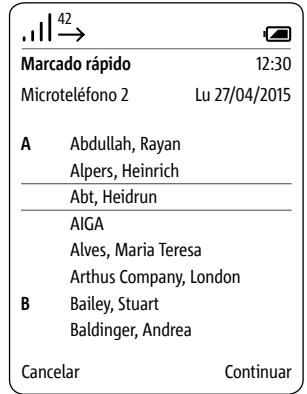 42
Marcado rápido 12:30
Microteléfono 2 Lu 27/04/2015
A Abdullah, Rayan
Alpers, Heinrich
Abt, Heidrun
AIGA
Alves, Maria Teresa
Arthus Company, London
B Bailey, Stuart
Baldinger, Andrea
Cancelar Continuar